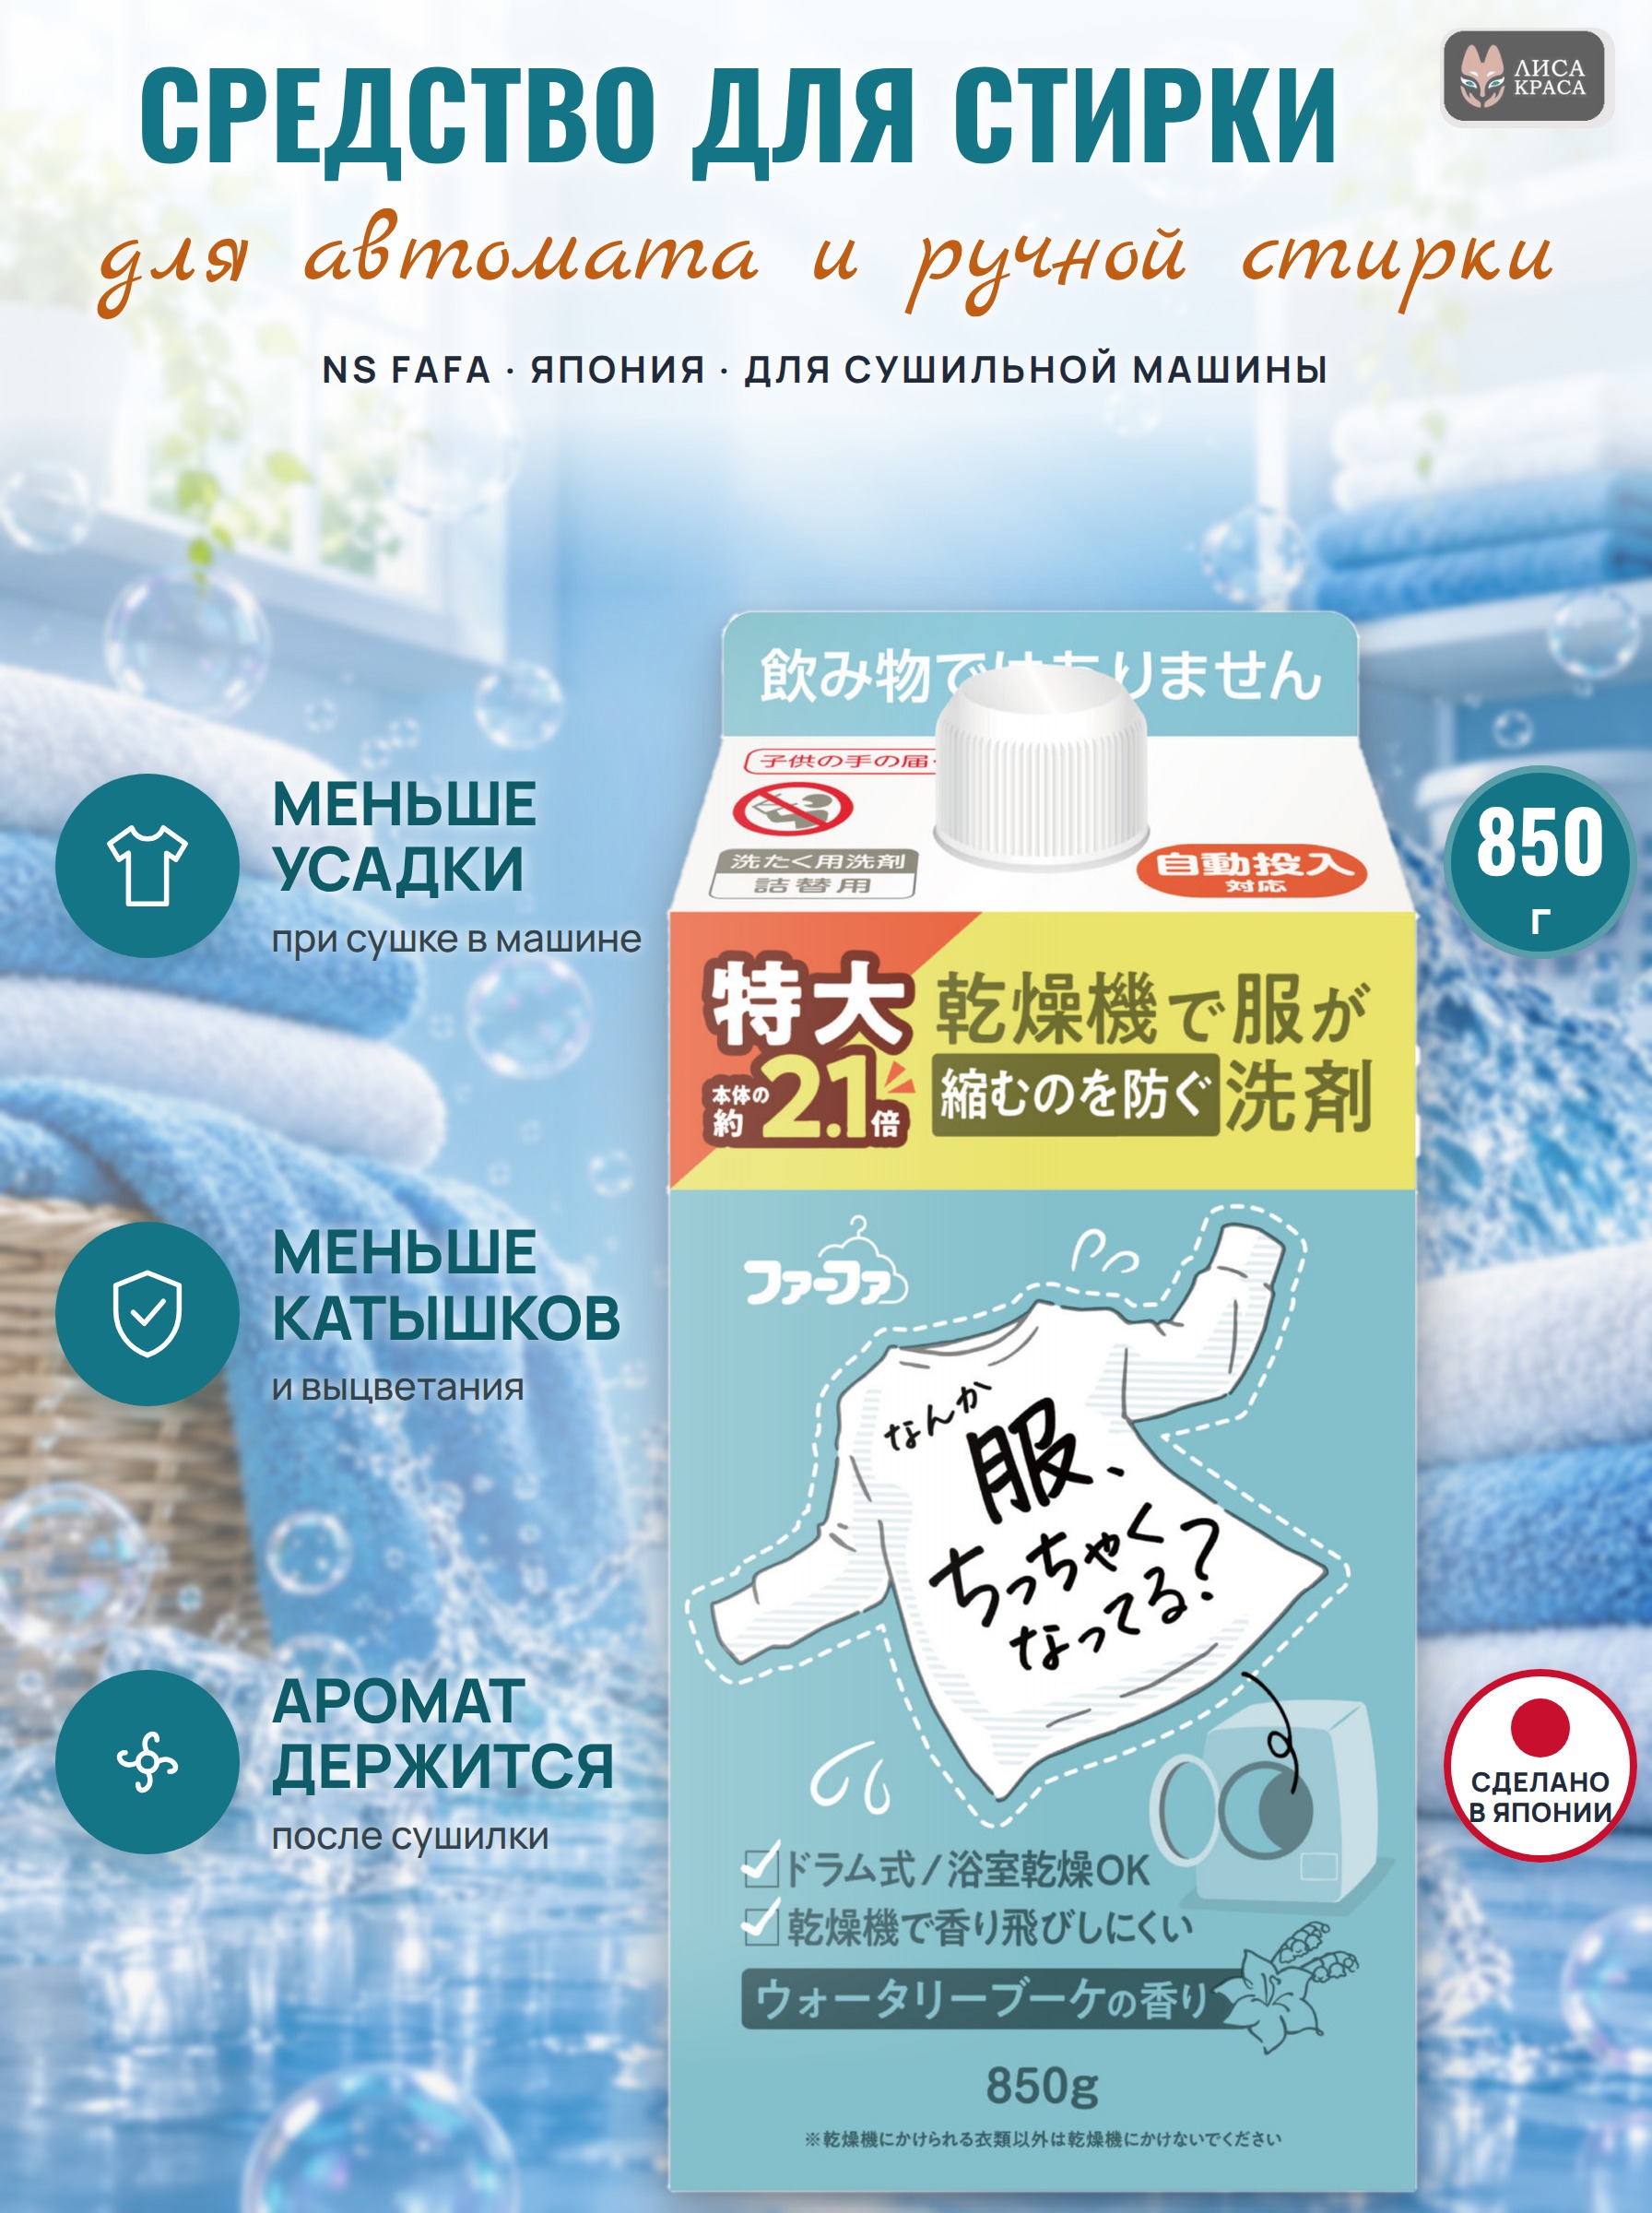 СРЕДСТВО ДЛЯ СТИРКИ
ЛИСА
КРАСА
для автомата и ручной стирки
NS FAFA · ЯПОНИЯ · ДЛЯ СУШИЛЬНОЙ МАШИНЫ
МЕНЬШЕ
УСАДКИ
при сушке в машине
МЕНЬШЕ
КАТЫШКОВ
и выцветания
АРОМАТ
ДЕРЖИТСЯ
после сушилки
飲み物ではありません
子供の手の届
洗たく用洗剤
詰替用
自動投入
対応
特大
本体の
約2.1倍
乾燥機で服が
縮むのを防ぐ洗剤
ファーファ
なんか
服、
ちっちゃく
なってる?
ドラム式/浴室乾燥OK
乾燥機で香り飛びしにくい
ウォータリーブーケの香り
850g
※乾燥機にかけられる衣類以外は乾燥機にかけないでください
850
г
СДЕЛАНО
В ЯПОНИИ